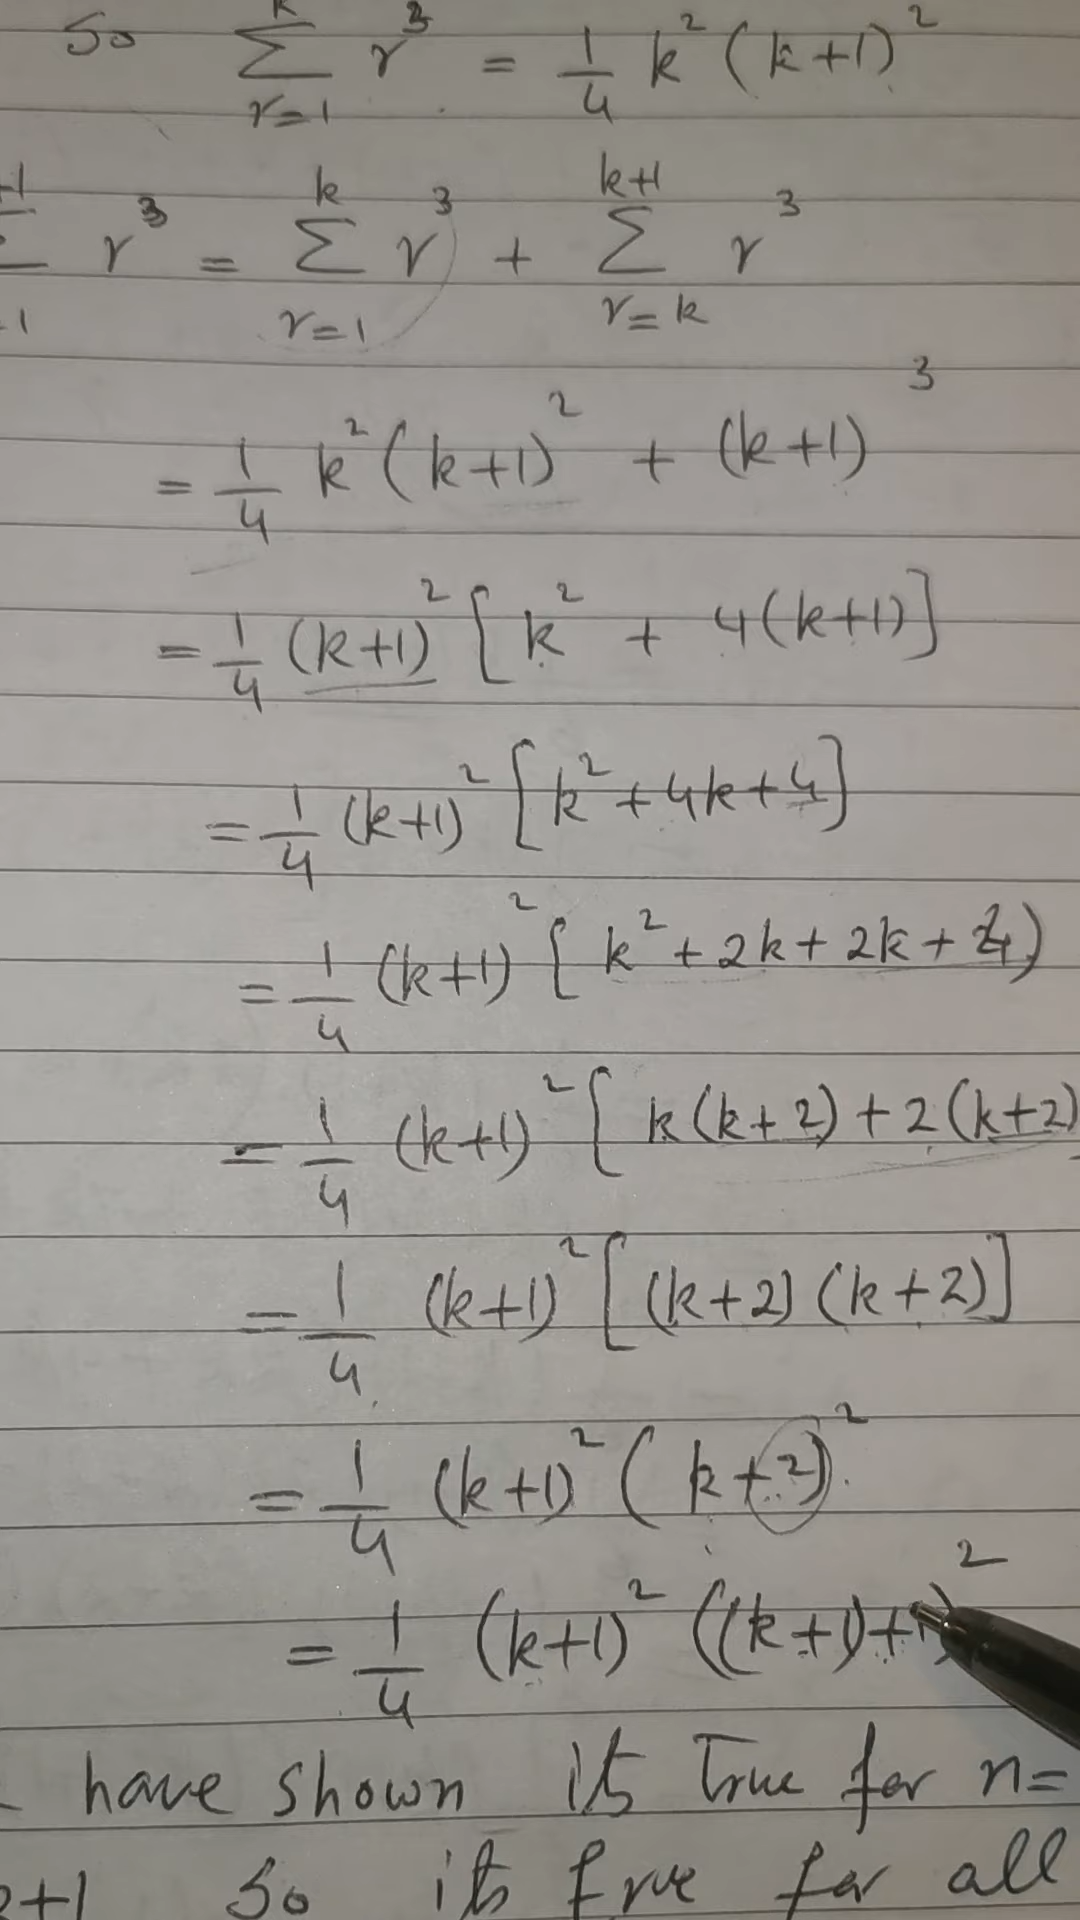 So ∑_{r=1}^{k} r³ = 1/4 k² (k+1)²
∑ r³ = ∑_{r=1}^{k} r³ + ∑_{r=k}^{k+1} r³
= 1/4 k² (k+1)² + (k+1)³
= 1/4 (k+1)² [k² + 4(k+1)]
= 1/4 (k+1)² [k²+4k+4]
= 1/4 (k+1)² [k²+2k+2k+4)
= 1/4 (k+1)² [k(k+2)+2(k+2)
= 1/4 (k+1)² [(k+2)(k+2)]
= 1/4 (k+1)² (k+2)²
= 1/4 (k+1)² ((k+1)+1)²
have shown its True for n=
+1 So its true for all